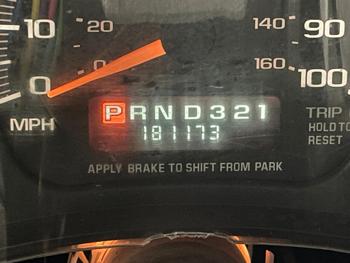 10 20 140 90
0 0 160 100
MPH PRND321 TRIP
181173 HOLD TO
RESET
APPLY BRAKE TO SHIFT FROM PARK